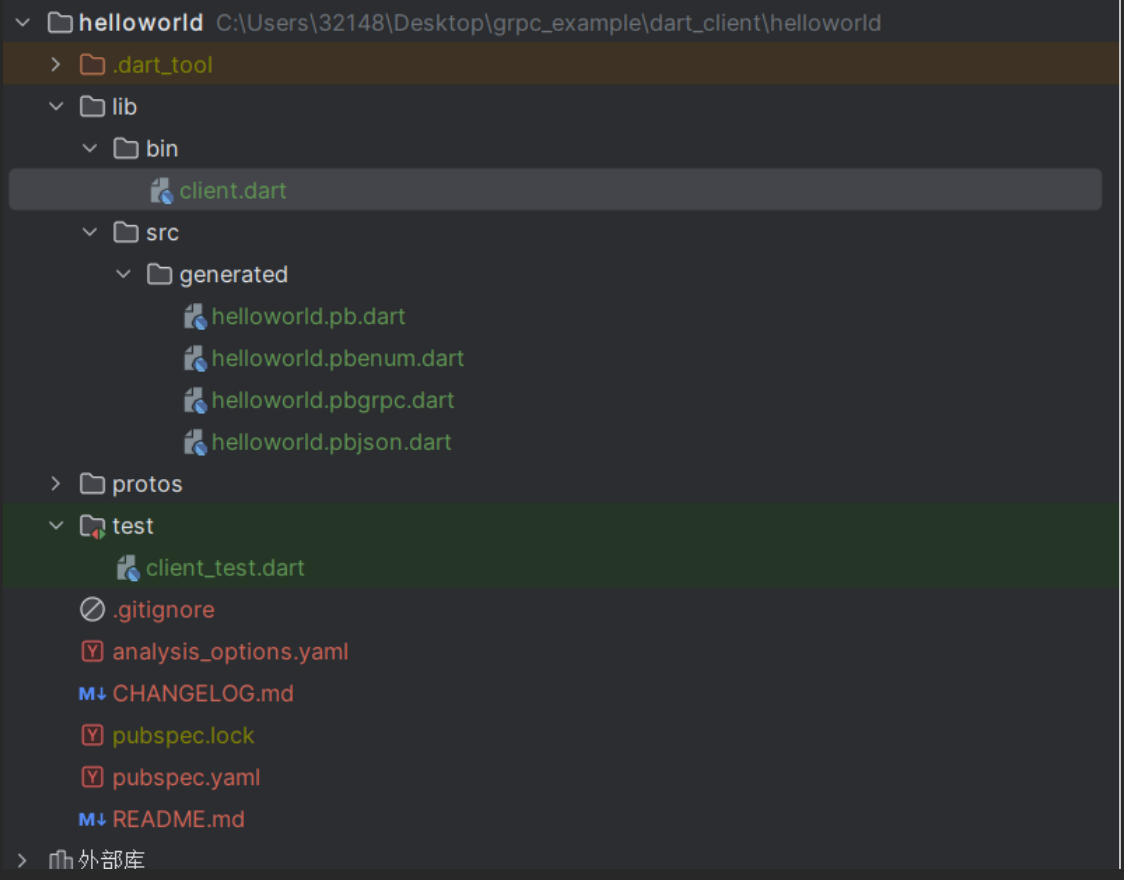 helloworld C:\Users\32148\Desktop\grpc_example\dart_client\helloworld
.dart_tool
lib
bin
client.dart
src
generated
helloworld.pb.dart
helloworld.pbenum.dart
helloworld.pbgrpc.dart
helloworld.pbjson.dart
protos
test
client_test.dart
.gitignore
Y analysis_options.yaml
M↓ CHANGELOG.md
Y pubspec.lock
Y pubspec.yaml
M↓ README.md
外部库